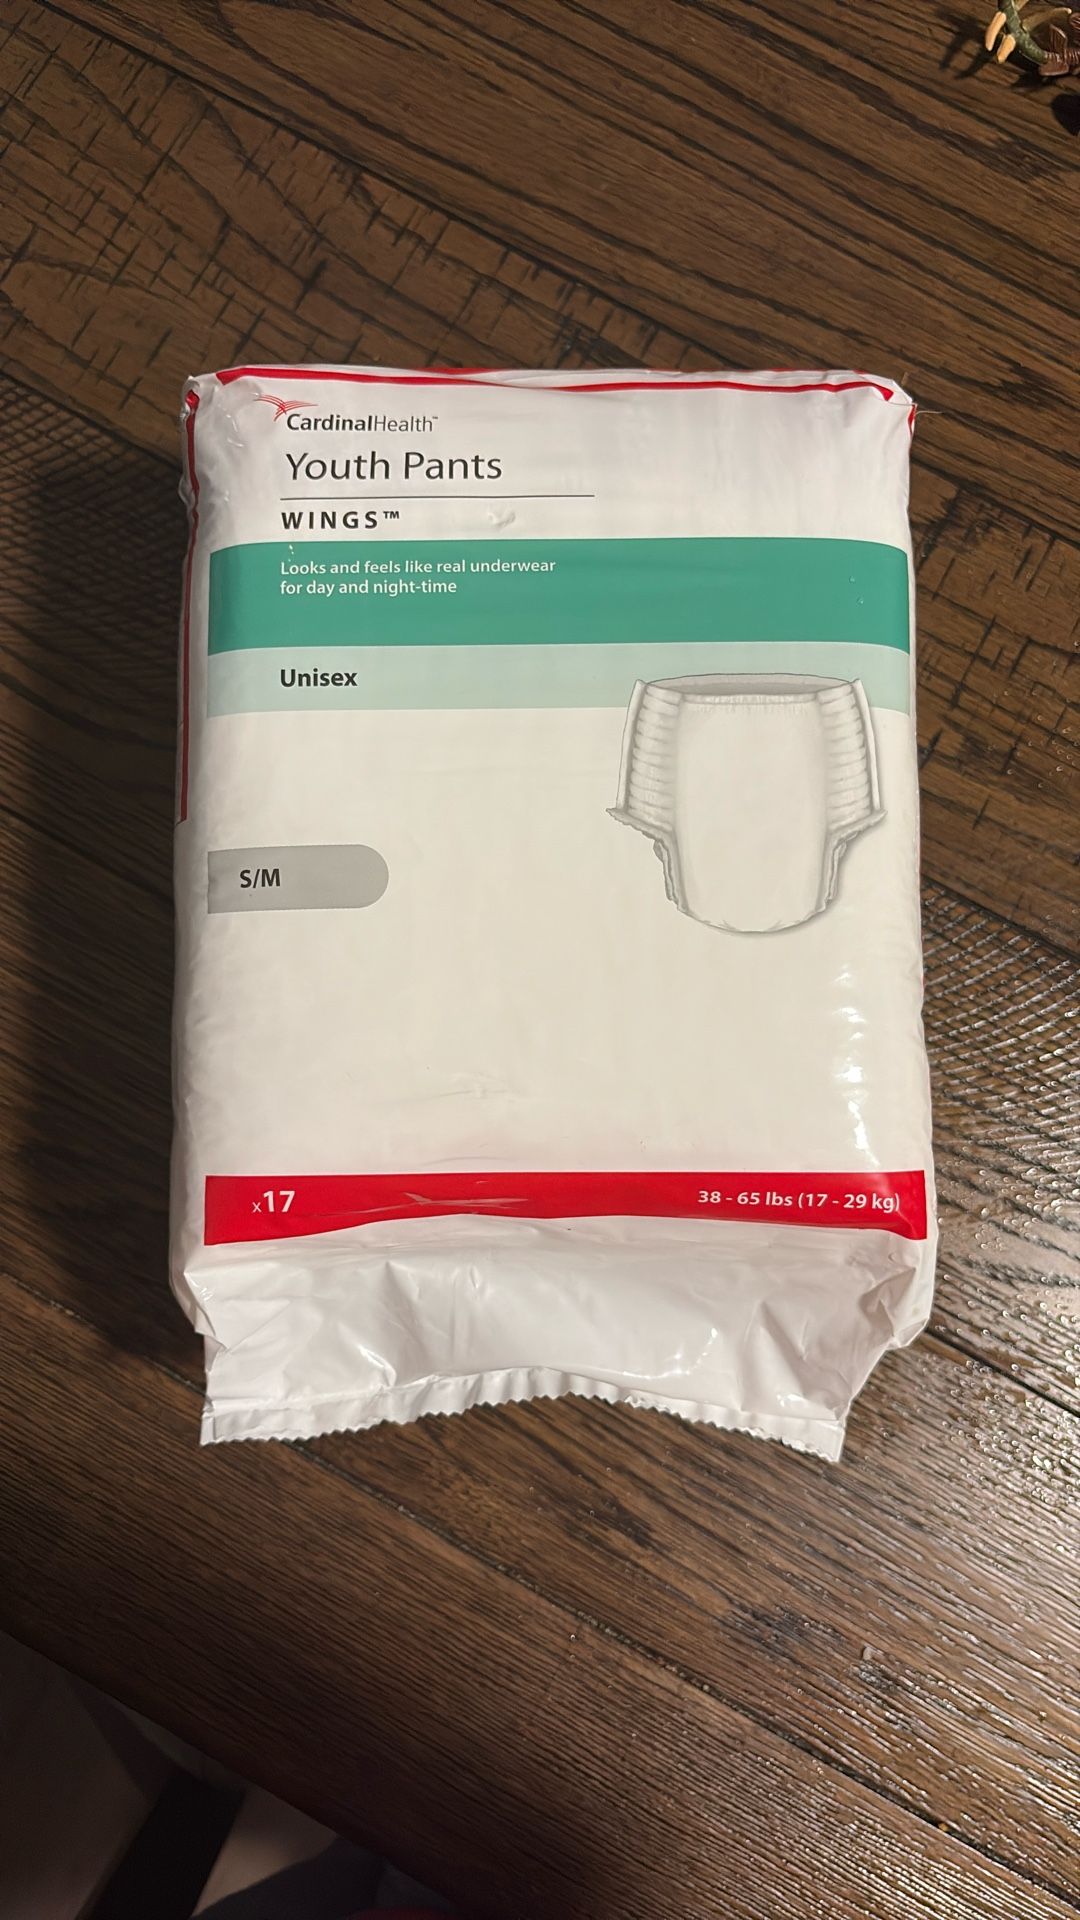 CardinalHealth™
Youth Pants
WINGS™
Looks and feels like real underwear
for day and night-time
Unisex
S/M
x17
38 - 65 lbs (17 - 29 kg)